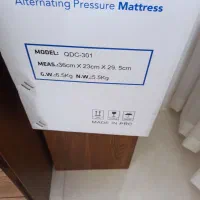 Alternating Pressure Mattress
MODEL: QDC-301
MEAS.:36cm X 23cm X 29.5cm
G.W.:6.5Kg N.W.:5.5Kg
MADE IN PRC